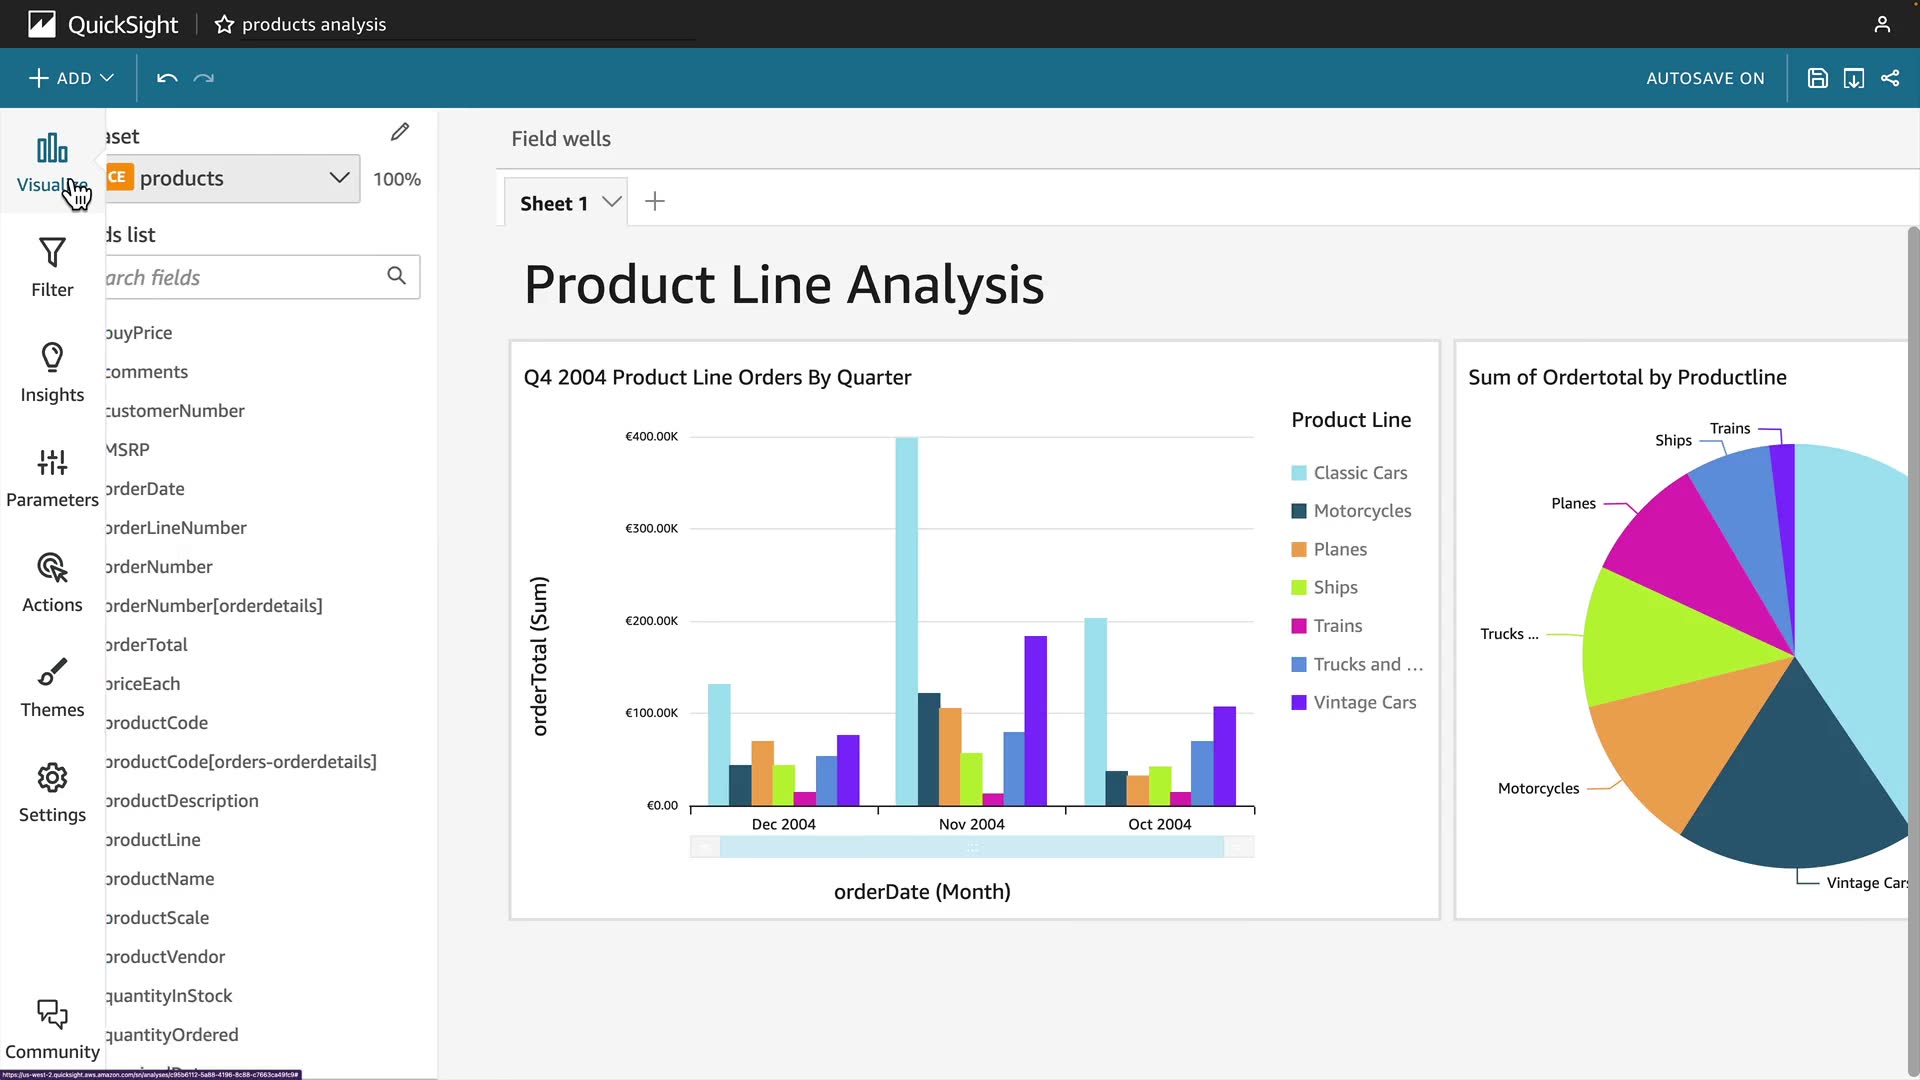 QuickSight
products analysis
ADD
AUTOSAVE ON
Visualize
Filter
Insights
Parameters
Actions
Themes
Settings
Community
aset
CE
products
100%
ds list
arch fields
buyPrice
comments
customerNumber
MSRP
orderDate
orderLineNumber
orderNumber
orderNumber[orderdetails]
orderTotal
priceEach
productCode
productCode[orders-orderdetails]
productDescription
productLine
productName
productScale
productVendor
quantityInStock
quantityOrdered
Field wells
Sheet 1
Product Line Analysis
Q4 2004 Product Line Orders By Quarter
orderTotal (Sum)
€400.00K
€300.00K
€200.00K
€100.00K
€0.00
Dec 2004
Nov 2004
Oct 2004
orderDate (Month)
Product Line
Classic Cars
Motorcycles
Planes
Ships
Trains
Trucks and ...
Vintage Cars
Sum of Ordertotal by Productline
Trains
Ships
Planes
Trucks ...
Motorcycles
Vintage Cars